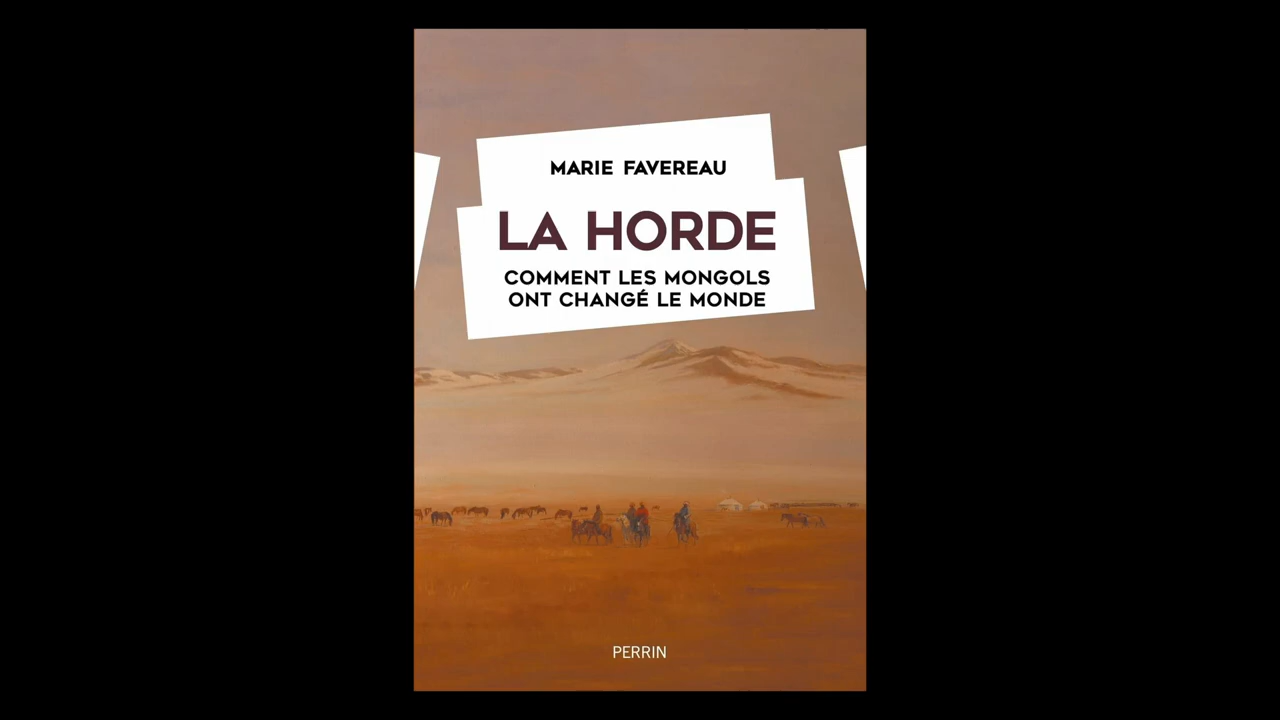 MARIE FAVEREAU
LA HORDE
COMMENT LES MONGOLS
ONT CHANGÉ LE MONDE
PERRIN